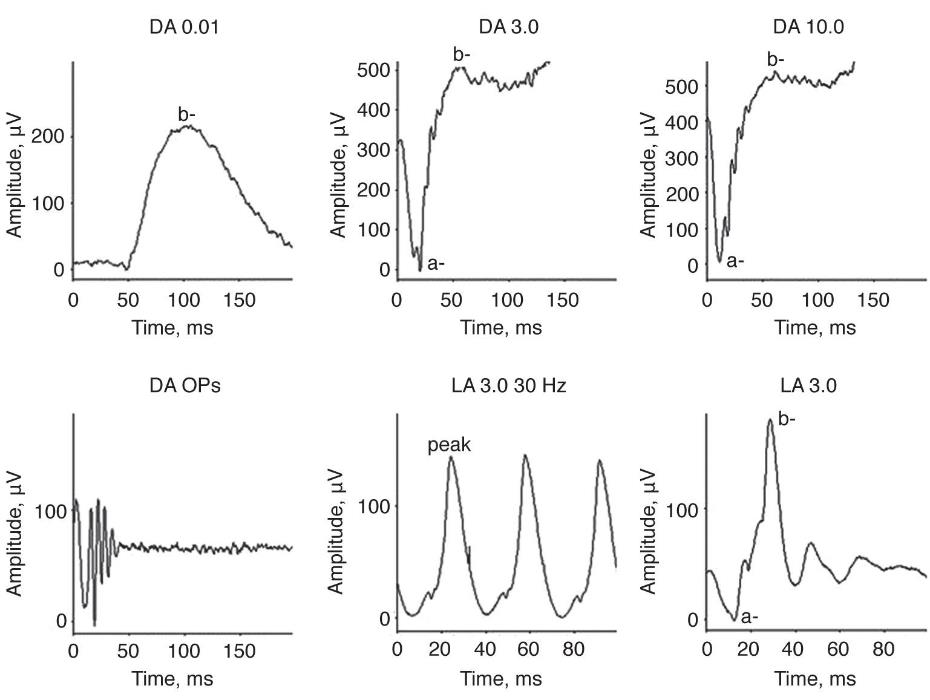 DA 0.01
b-
Amplitude, µV
200
100
0
0 50 100 150
Time, ms
DA 3.0
b-
Amplitude, µV
500
400
300
200
100
0
a-
0 50 100 150
Time, ms
DA 10.0
b-
Amplitude, µV
500
400
300
200
100
0
a-
0 50 100 150
Time, ms
DA OPs
Amplitude, µV
100
0
0 50 100 150
Time, ms
LA 3.0 30 Hz
peak
Amplitude, µV
100
0
0 20 40 60 80
Time, ms
LA 3.0
b-
Amplitude, µV
100
0
a-
0 20 40 60 80
Time, ms